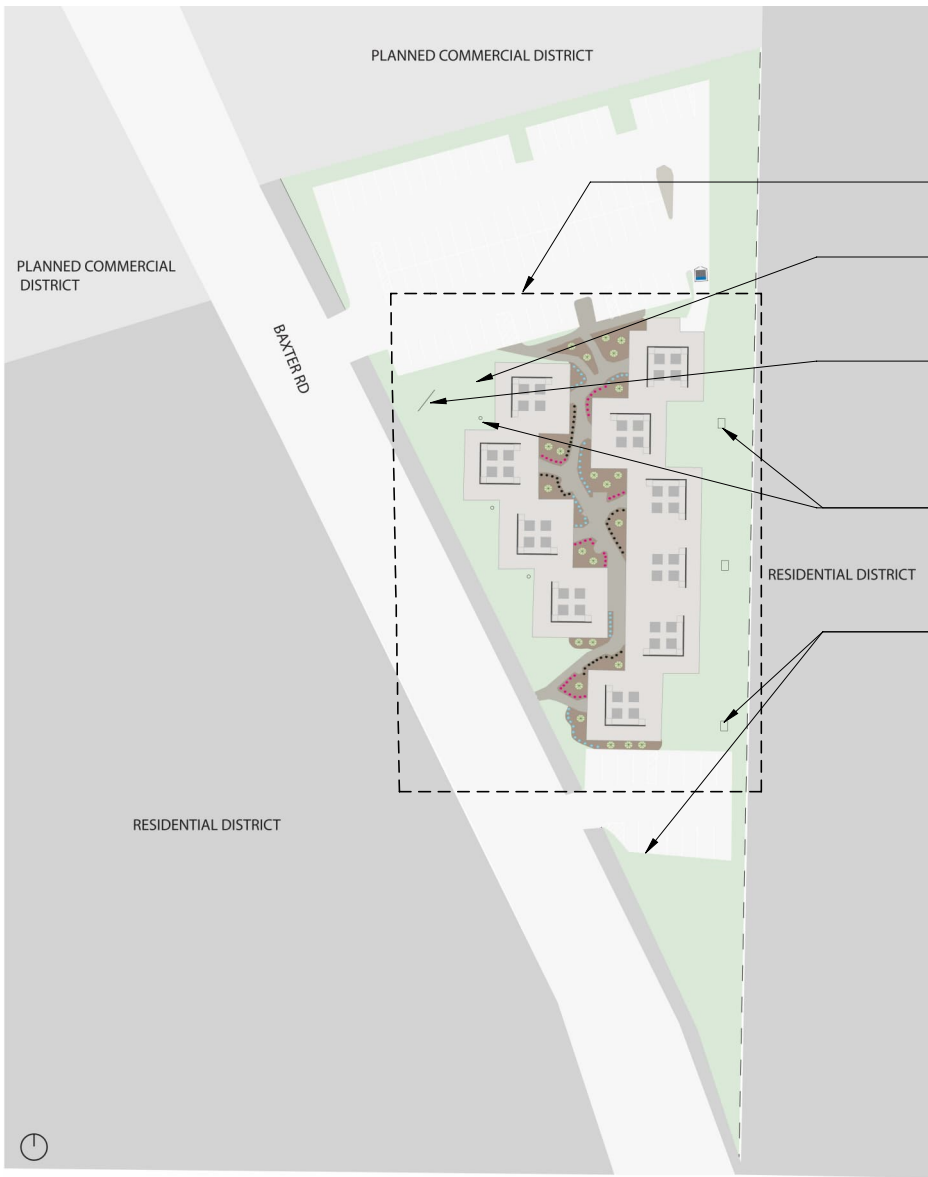 PLANNED COMMERCIAL DISTRICT
PLANNED COMMERCIAL
DISTRICT
BAXTER RD
RESIDENTIAL DISTRICT
RESIDENTIAL DISTRICT